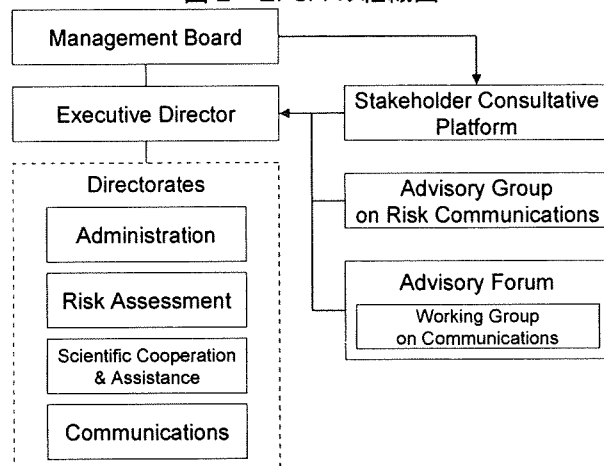 Management Board
Executive Director
Directorates
Administration
Risk Assessment
Scientific Cooperation
& Assistance
Communications
Stakeholder Consultative
Platform
Advisory Group
on Risk Communications
Advisory Forum
Working Group
on Communications